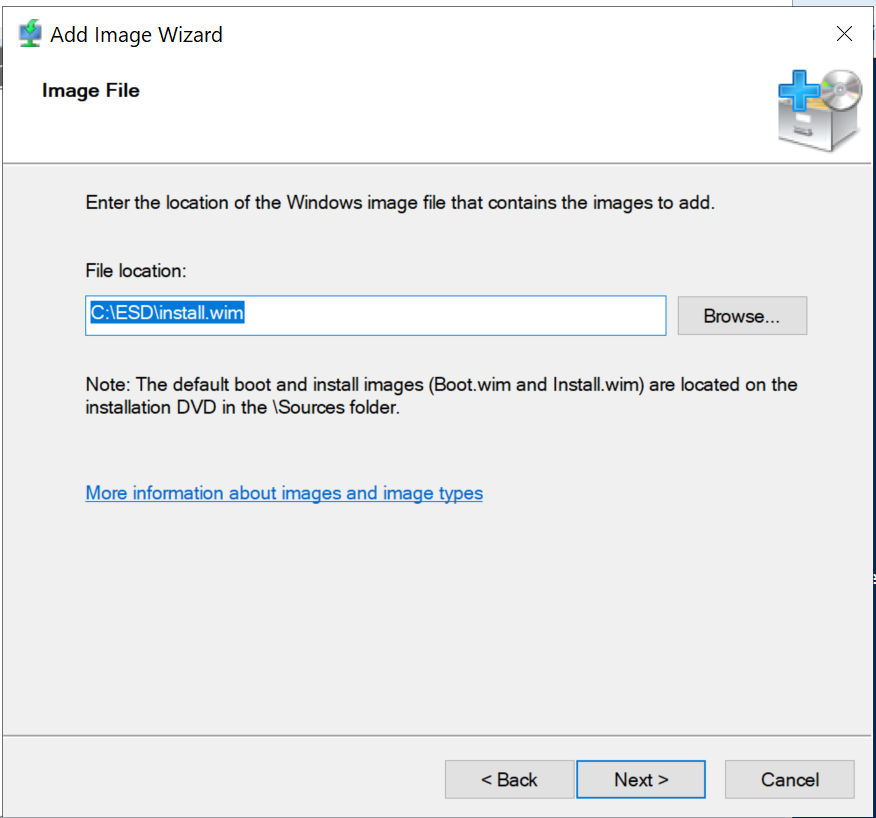 Add Image Wizard
Image File
Enter the location of the Windows image file that contains the images to add.
File location:
C:\ESD\install.wim
Browse...
Note: The default boot and install images (Boot.wim and Install.wim) are located on the
installation DVD in the \Sources folder.
More information about images and image types
< Back
Next >
Cancel